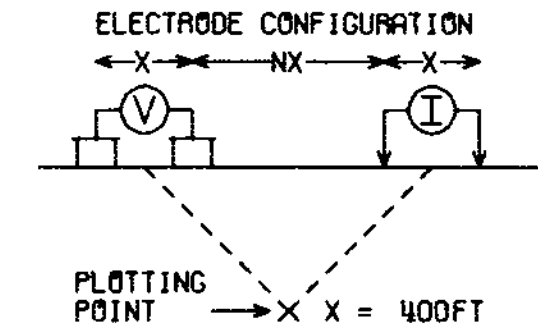 ELECTRODE CONFIGURATION
X NX X
V I
PLOTTING
POINT X X = 400FT